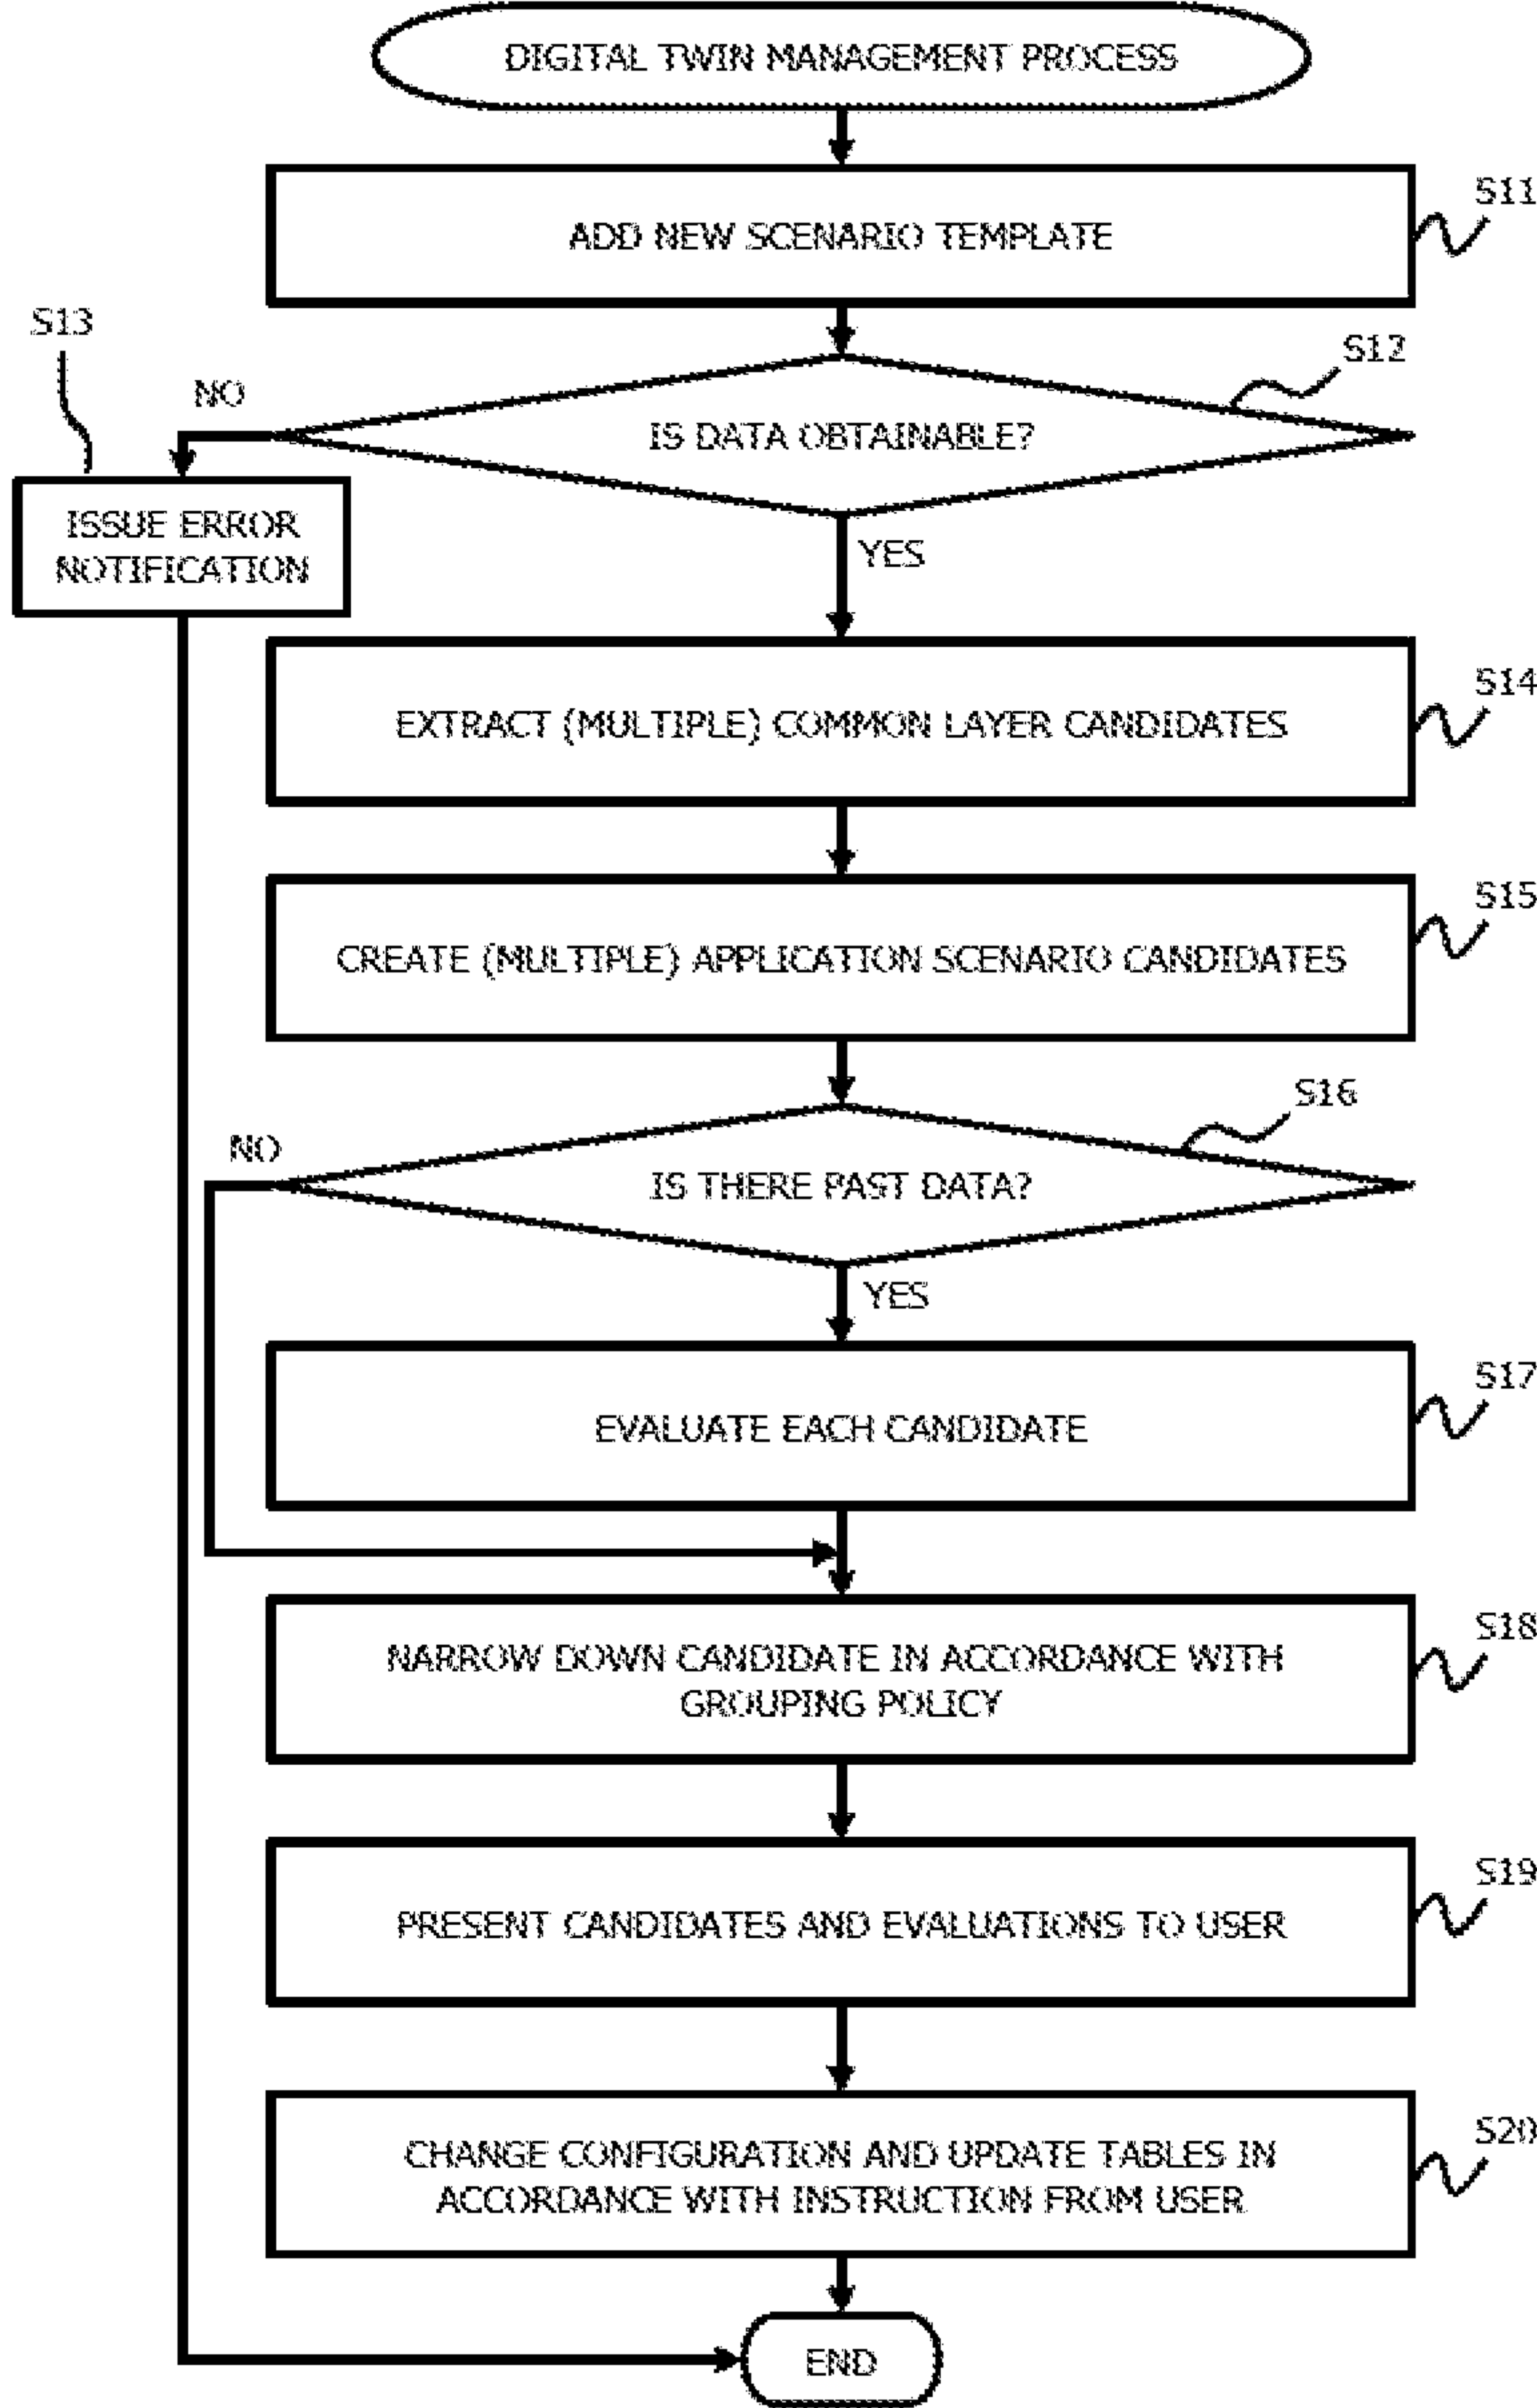 DIGITAL TWIN MANAGEMENT PROCESS
S11
ADD NEW SCENARIO TEMPLATE
S13
S12
NO
IS DATA OBTAINABLE?
ISSUE ERROR
NOTIFICATION
YES
S14
EXTRACT (MULTIPLE) COMMON LAYER CANDIDATES
S15
CREATE (MULTIPLE) APPLICATION SCENARIO CANDIDATES
S16
NO
IS THERE PAST DATA?
YES
S17
EVALUATE EACH CANDIDATE
S18
NARROW DOWN CANDIDATE IN ACCORDANCE WITH
GROUPING POLICY
S19
PRESENT CANDIDATES AND EVALUATIONS TO USER
S20
CHANGE CONFIGURATION AND UPDATE TABLES IN
ACCORDANCE WITH INSTRUCTION FROM USER
END